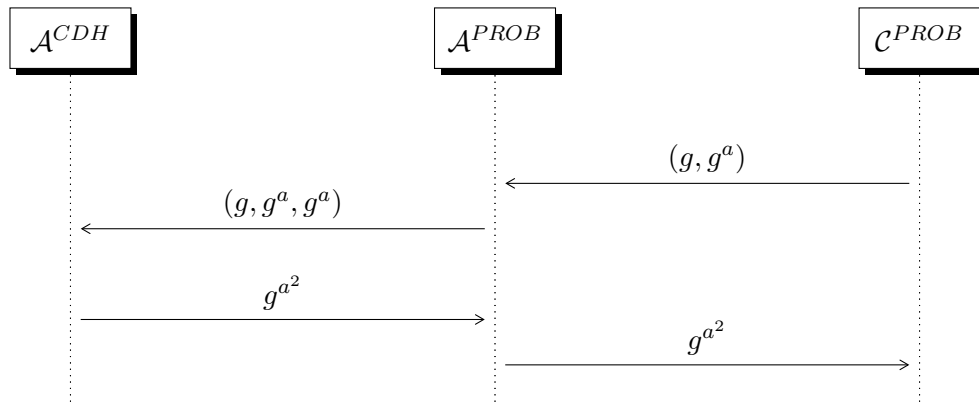 𝒜^{CDH} 𝒜^{PROB} 𝒞^{PROB}
(g, g^a)
(g, g^a, g^a)
g^{a^2}
g^{a^2}